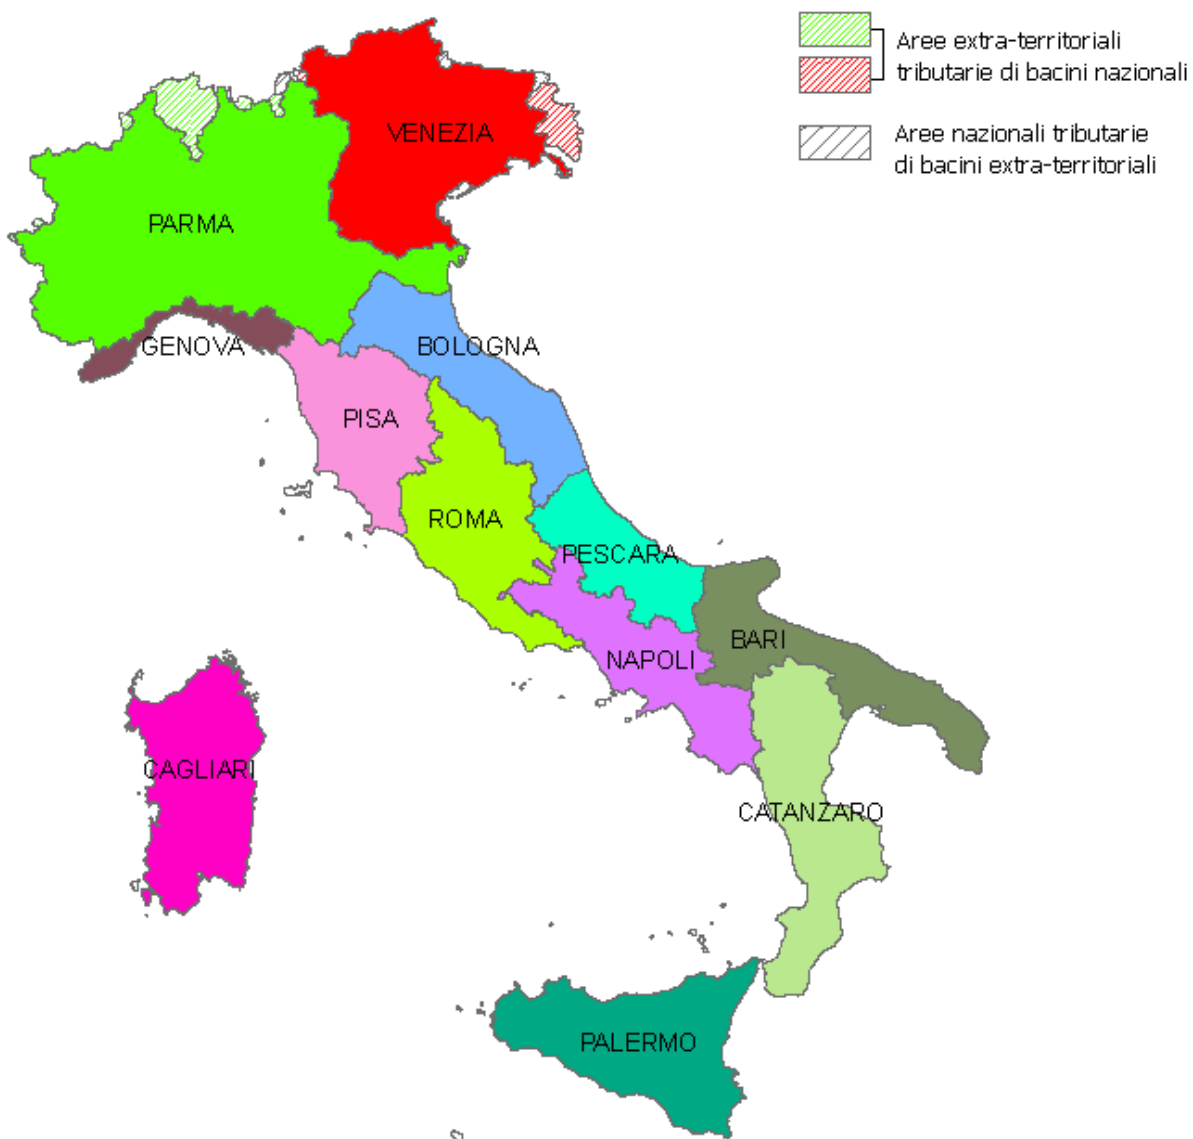 Aree extra-territoriali
tributarie di bacini nazionali
Aree nazionali tributarie
di bacini extra-territoriali
VENEZIA
PARMA
GENOVA
BOLOGNA
PISA
ROMA
PESCARA
BARI
NAPOLI
CAGLIARI
CATANZARO
PALERMO